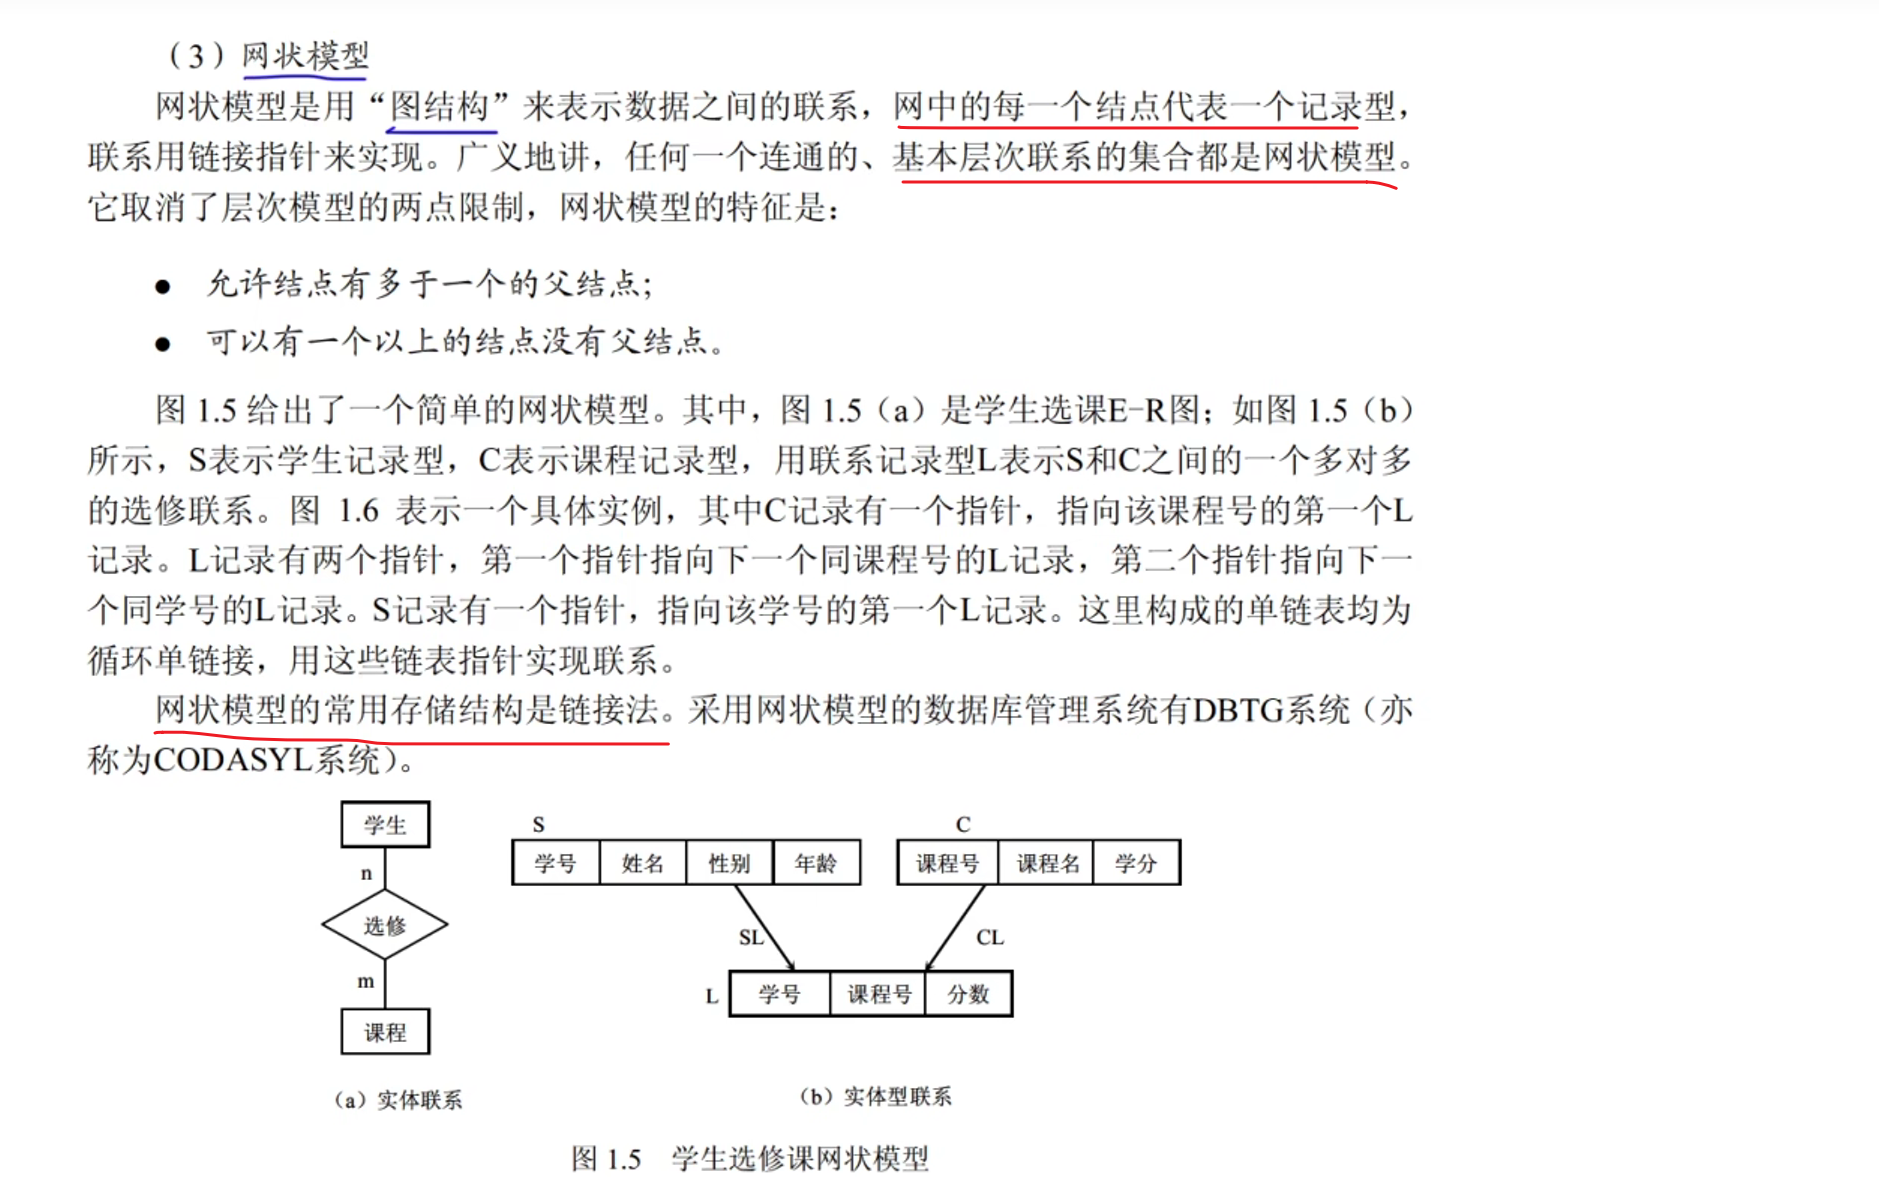 （3）网状模型
网状模型是用“图结构”来表示数据之间的联系，网中的每一个结点代表一个记录型，
联系用链接指针来实现。广义地讲，任何一个连通的、基本层次联系的集合都是网状模型。
它取消了层次模型的两点限制，网状模型的特征是：
● 允许结点有多于一个的父结点；
● 可以有一个以上的结点没有父结点。
图 1.5 给出了一个简单的网状模型。其中，图 1.5（a）是学生选课E-R图；如图 1.5（b）
所示，S表示学生记录型，C表示课程记录型，用联系记录型L表示S和C之间的一个多对多
的选修联系。图 1.6 表示一个具体实例，其中C记录有一个指针，指向该课程号的第一个L
记录。L记录有两个指针，第一个指针指向下一个同课程号的L记录，第二个指针指向下一
个同学号的L记录。S记录有一个指针，指向该学号的第一个L记录。这里构成的单链表均为
循环单链接，用这些链表指针实现联系。
网状模型的常用存储结构是链接法。采用网状模型的数据库管理系统有DBTG系统（亦
称为CODASYL系统）。
学生
n
选修
m
课程
（a）实体联系
S
学号 姓名 性别 年龄
C
课程号 课程名 学分
SL
CL
L
学号 课程号 分数
（b）实体型联系
图 1.5 学生选修课网状模型